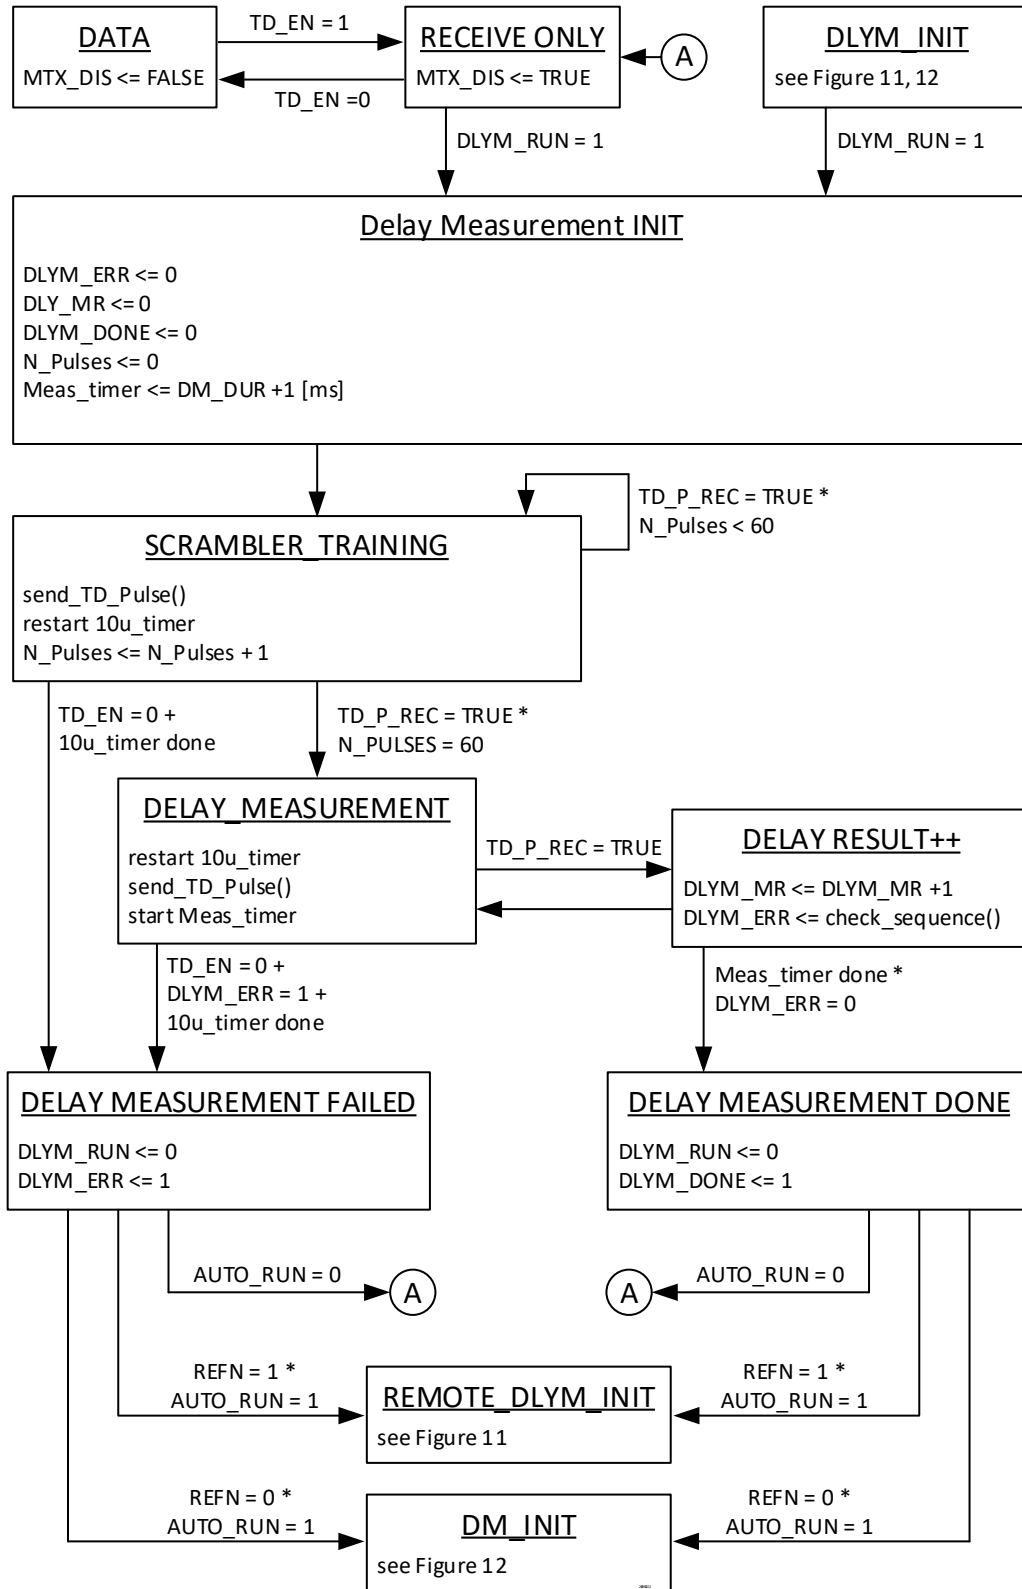 DATA
MTX_DIS <= FALSE
TD_EN = 1
TD_EN =0
RECEIVE ONLY
MTX_DIS <= TRUE
A
DLYM_INIT
see Figure 11, 12
DLYM_RUN = 1
DLYM_RUN = 1
Delay Measurement INIT
DLYM_ERR <= 0
DLY_MR <= 0
DLYM_DONE <= 0
N_Pulses <= 0
Meas_timer <= DM_DUR +1 [ms]
TD_P_REC = TRUE *
N_Pulses < 60
SCRAMBLER_TRAINING
send_TD_Pulse()
restart 10u_timer
N_Pulses <= N_Pulses + 1
TD_EN = 0 +
10u_timer done
TD_P_REC = TRUE *
N_PULSES = 60
DELAY_MEASUREMENT
restart 10u_timer
send_TD_Pulse()
start Meas_timer
TD_P_REC = TRUE
DELAY RESULT++
DLYM_MR <= DLYM_MR +1
DLYM_ERR <= check_sequence()
TD_EN = 0 +
DLYM_ERR = 1 +
10u_timer done
Meas_timer done *
DLYM_ERR = 0
DELAY MEASUREMENT FAILED
DLYM_RUN <= 0
DLYM_ERR <= 1
DELAY MEASUREMENT DONE
DLYM_RUN <= 0
DLYM_DONE <= 1
AUTO_RUN = 0
A
A
AUTO_RUN = 0
REFN = 1 *
AUTO_RUN = 1
REMOTE_DLYM_INIT
see Figure 11
REFN = 1 *
AUTO_RUN = 1
REFN = 0 *
AUTO_RUN = 1
DM_INIT
see Figure 12
REFN = 0 *
AUTO_RUN = 1